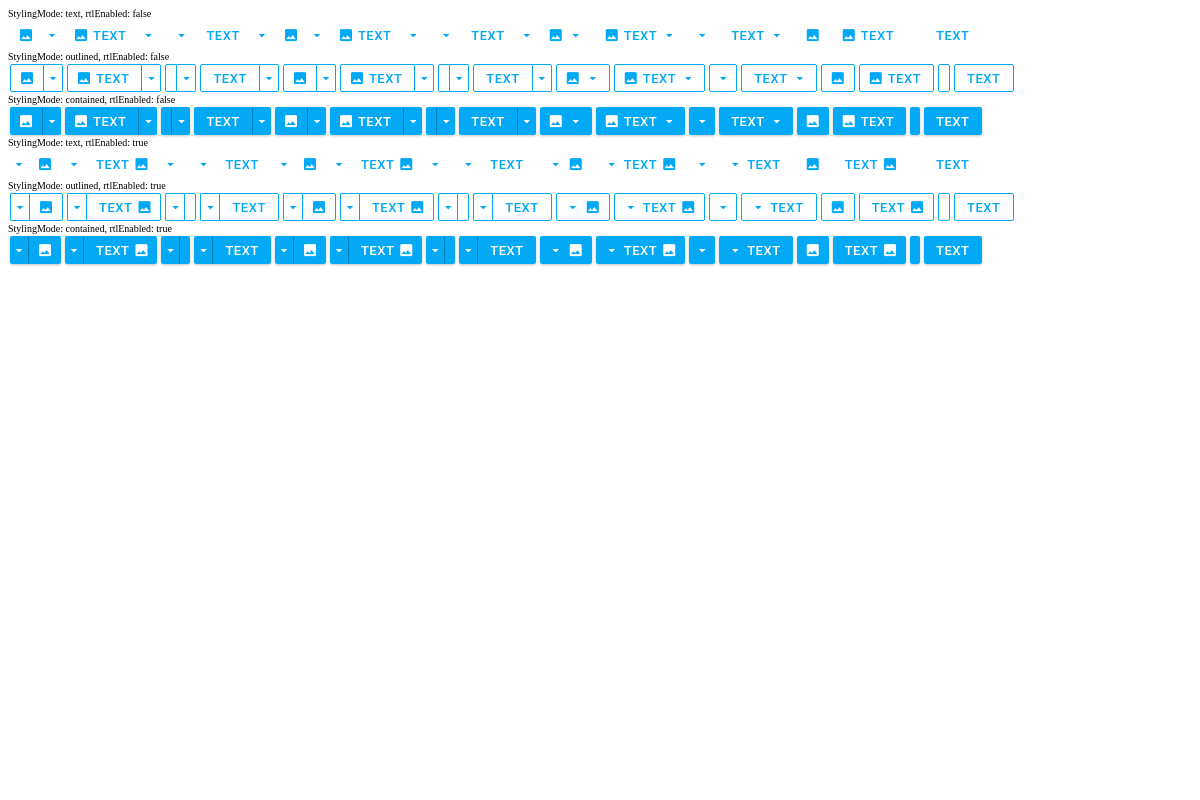 StylingMode: text, rtlEnabled: false
TEXT TEXT TEXT TEXT TEXT TEXT TEXT TEXT
StylingMode: outlined, rtlEnabled: false
TEXT TEXT TEXT TEXT TEXT TEXT TEXT TEXT
StylingMode: contained, rtlEnabled: false
TEXT TEXT TEXT TEXT TEXT TEXT TEXT TEXT
StylingMode: text, rtlEnabled: true
TEXT TEXT TEXT TEXT TEXT TEXT TEXT TEXT
StylingMode: outlined, rtlEnabled: true
TEXT TEXT TEXT TEXT TEXT TEXT TEXT TEXT
StylingMode: contained, rtlEnabled: true
TEXT TEXT TEXT TEXT TEXT TEXT TEXT TEXT